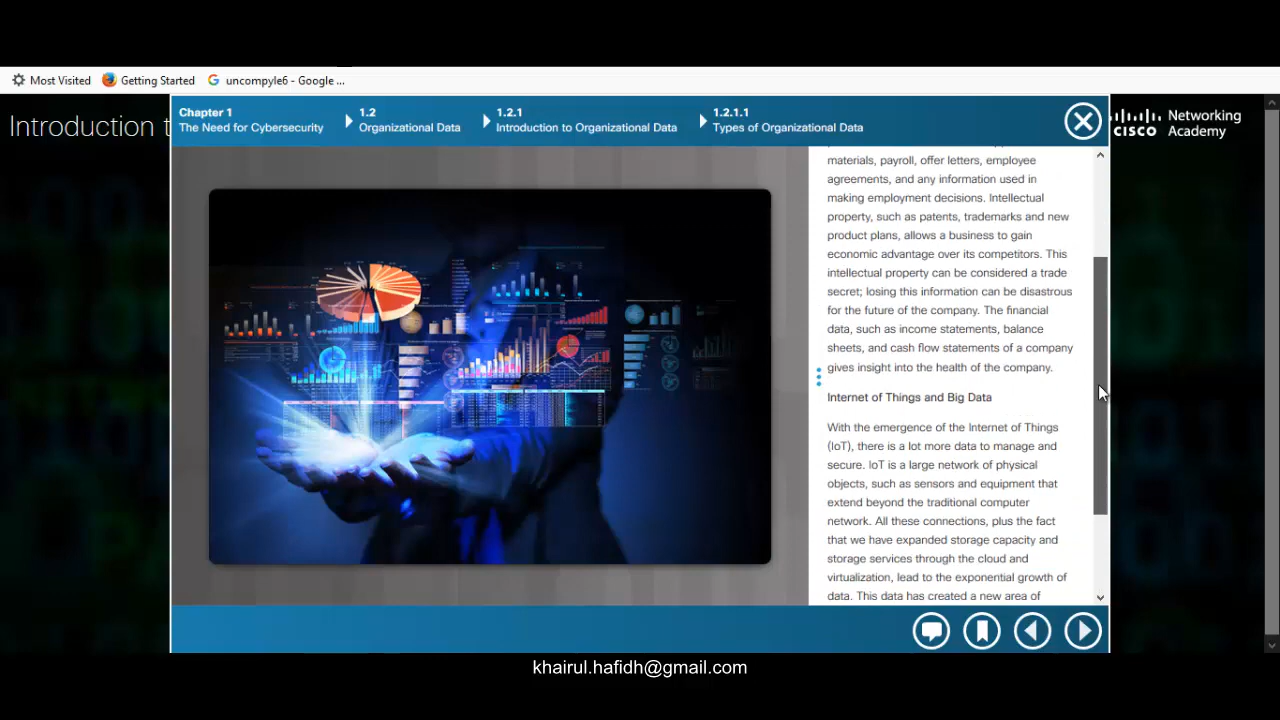 Most Visited Getting Started uncompyle6 - Google ...
Introduction t
Chapter 1
The Need for Cybersecurity
1.2
Organizational Data
1.2.1
Introduction to Organizational Data
1.2.1.1
Types of Organizational Data
CISCO
Networking
Academy
materials, payroll, offer letters, employee
agreements, and any information used in
making employment decisions. Intellectual
property, such as patents, trademarks and new
product plans, allows a business to gain
economic advantage over its competitors. This
intellectual property can be considered a trade
secret; losing this information can be disastrous
for the future of the company. The financial
data, such as income statements, balance
sheets, and cash flow statements of a company
gives insight into the health of the company.
Internet of Things and Big Data
With the emergence of the Internet of Things
(IoT), there is a lot more data to manage and
secure. IoT is a large network of physical
objects, such as sensors and equipment that
extend beyond the traditional computer
network. All these connections, plus the fact
that we have expanded storage capacity and
storage services through the cloud and
virtualization, lead to the exponential growth of
data. This data has created a new area of
khairul.hafidh@gmail.com